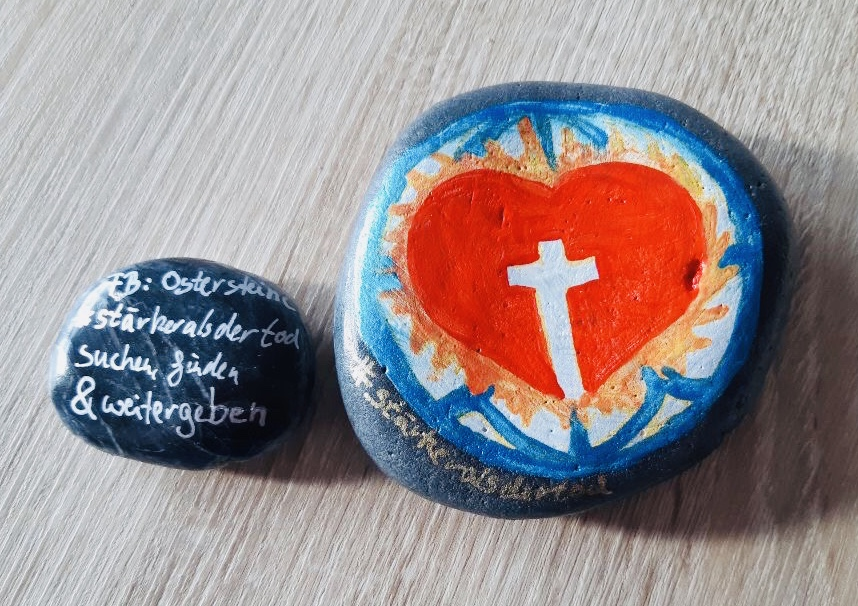 FB: Ostersteine
#stärkeralsdertod
suchen, finden
& weitergeben
#stärkeralsdertod